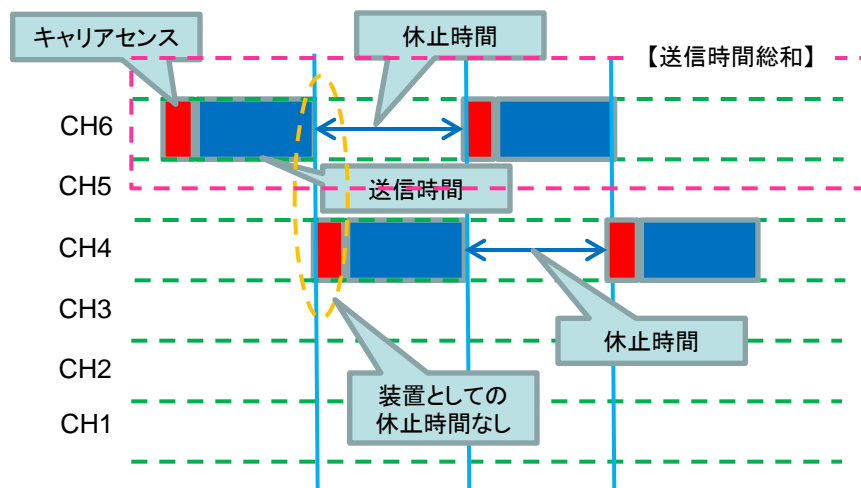 キャリアセンス
休止時間
【送信時間総和】
CH6
CH5
送信時間
CH4
CH3
休止時間
CH2
装置としての
休止時間なし
CH1